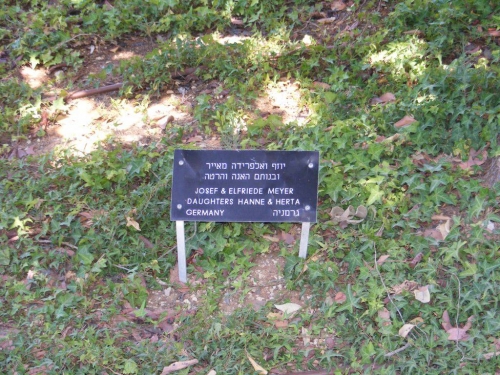 יוזף ואלפרידה מאייר
ובנותם האנה והרטה
JOSEF & ELFRIEDE MEYER
DAUGHTERS HANNE & HERTA
GERMANY גרמניה